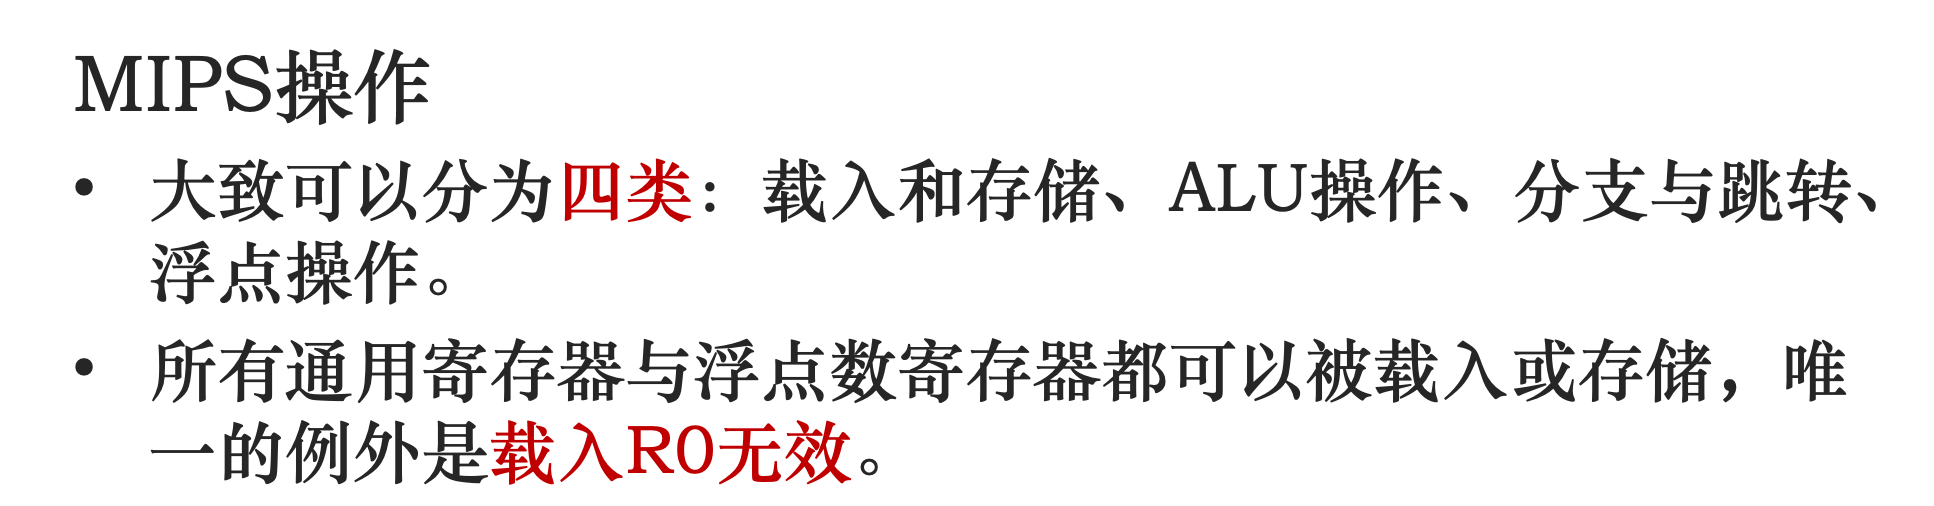 MIPS操作
• 大致可以分为四类：载入和存储、ALU操作、分支与跳转、
浮点操作。
• 所有通用寄存器与浮点数寄存器都可以被载入或存储，唯
一的例外是载入R0无效。